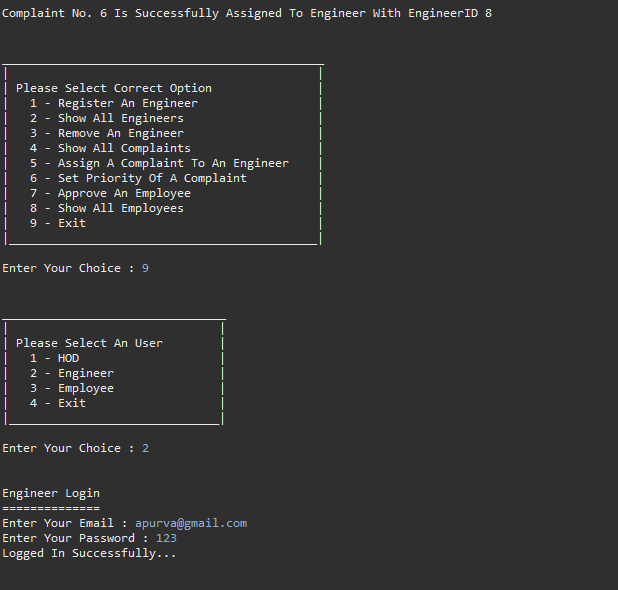 Complaint No. 6 Is Successfully Assigned To Engineer With EngineerID 8
Please Select Correct Option
1 - Register An Engineer
2 - Show All Engineers
3 - Remove An Engineer
4 - Show All Complaints
5 - Assign A Complaint To An Engineer
6 - Set Priority Of A Complaint
7 - Approve An Employee
8 - Show All Employees
9 - Exit
Enter Your Choice : 9
Please Select An User
1 - HOD
2 - Engineer
3 - Employee
4 - Exit
Enter Your Choice : 2
Engineer Login
==============
Enter Your Email : apurva@gmail.com
Enter Your Password : 123
Logged In Successfully...